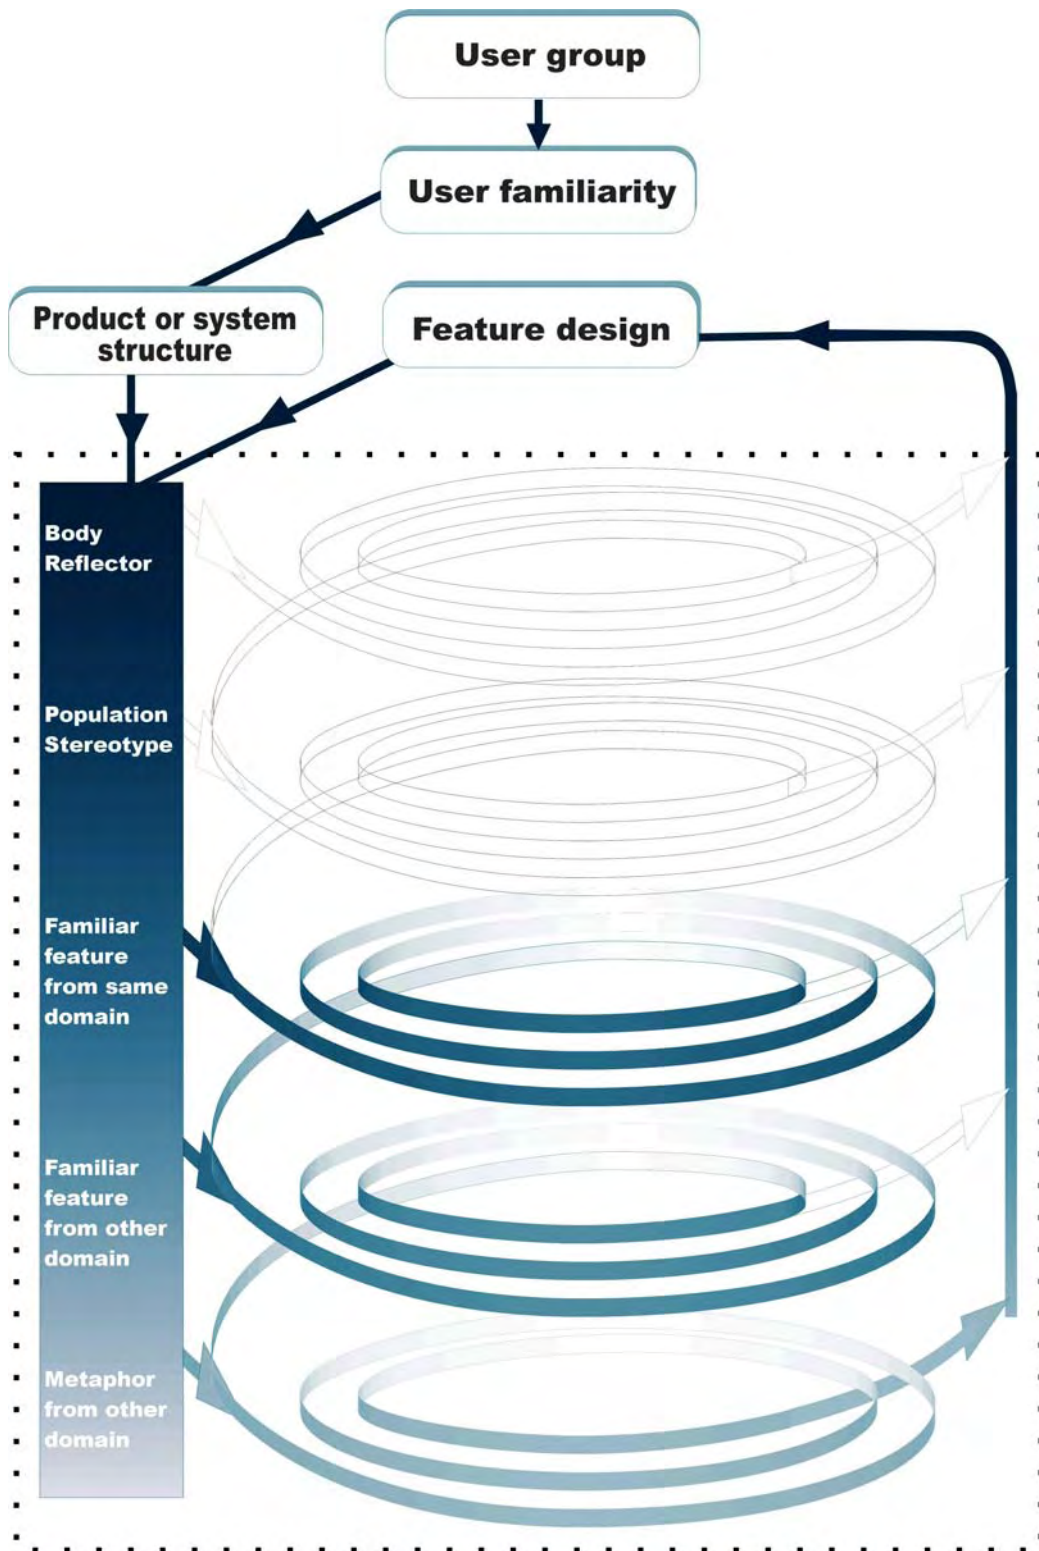 User group
User familiarity
Product or system
structure
Feature design
Body
Reflector
Population
Stereotype
Familiar
feature
from same
domain
Familiar
feature
from other
domain
Metaphor
from other
domain